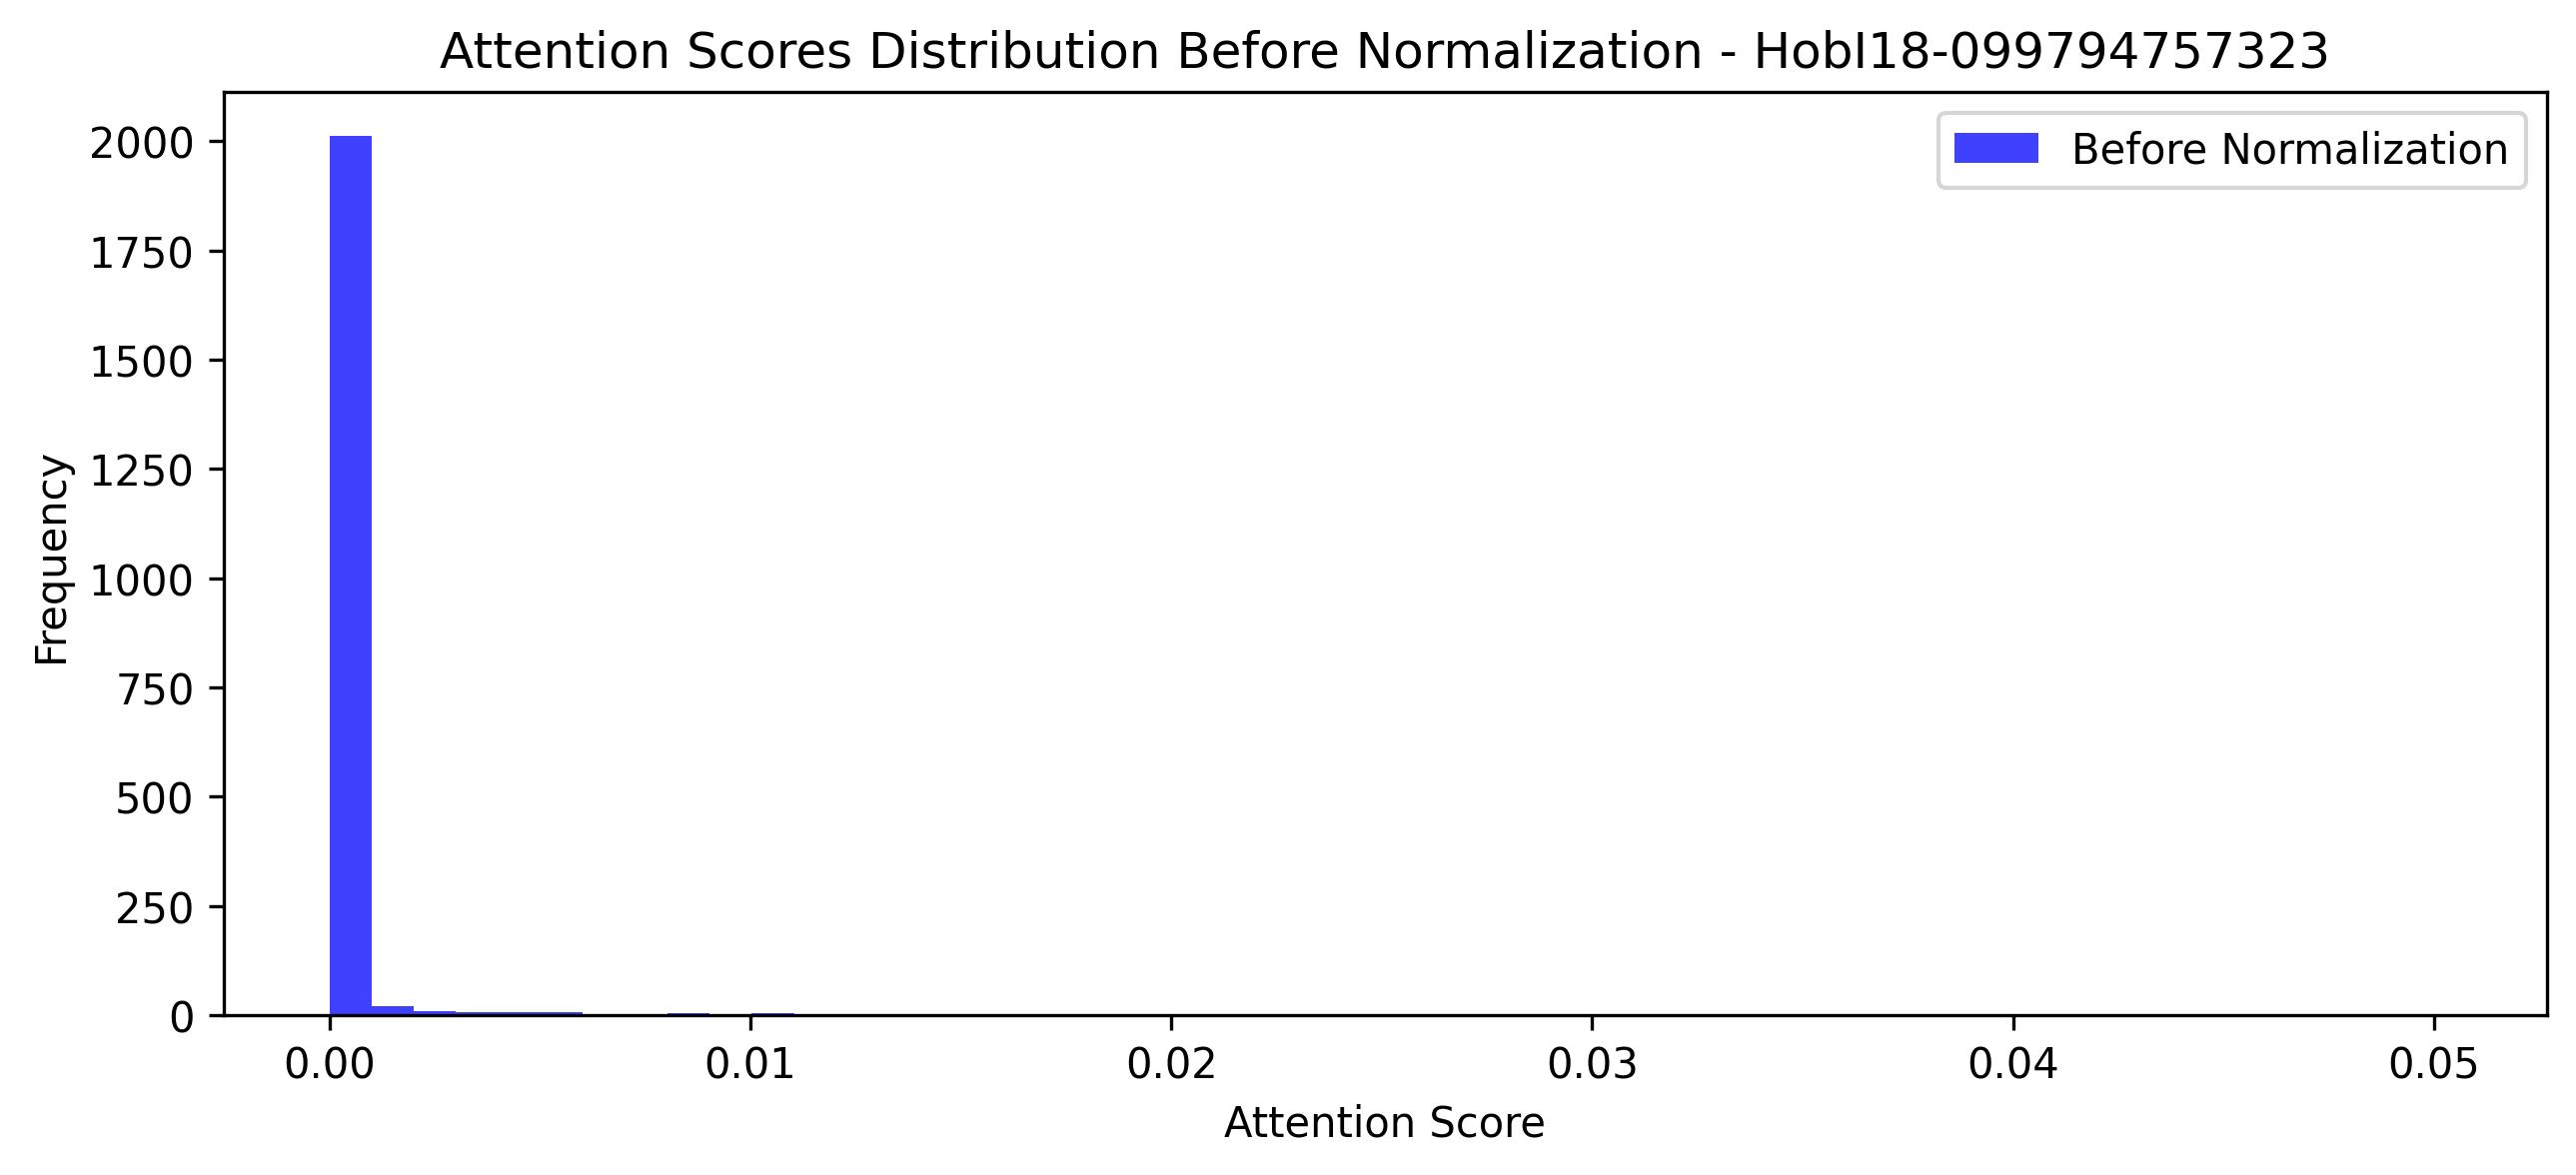 Attention Scores Distribution Before Normalization - HobI18-099794757323
Before Normalization
Frequency
2000
1750
1500
1250
1000
750
500
250
0
0.00 0.01 0.02 0.03 0.04 0.05
Attention Score